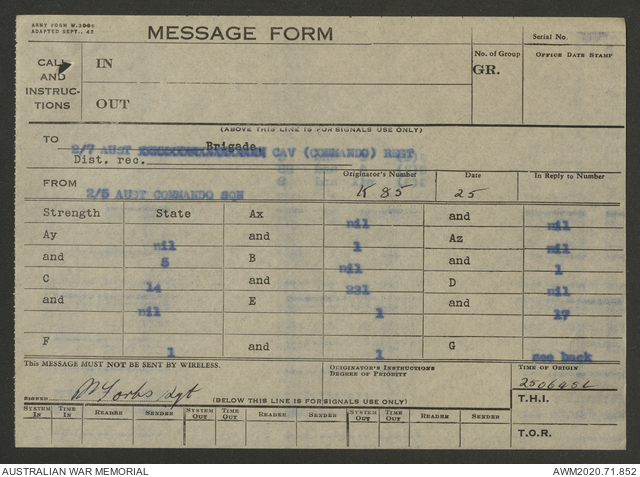 ARMY FORM W.3906
ADAPTED SEPT., 42
MESSAGE FORM
Serial No.
CALL AND INSTRUCTIONS
IN
OUT
No. of Group
GR.
OFFICE DATE STAMP
(ABOVE THIS LINE IS FOR SIGNALS USE ONLY)
TO 2/7 AUST Brigade CAV (COMMANDO) REGT
Dist. rec.
FROM 2/5 AUST COMMANDO SQN
Originator's Number K 85
Date 25
In Reply to Number
Strength State Ax nil and nil
Ay nil and 1 Az 1
and 5 B nil and
C 14 and 231 D nil
and nil E 1 and 17
F 1 and 1 G see back
This MESSAGE MUST NOT BE SENT BY WIRELESS.
ORIGINATOR'S INSTRUCTIONS
DEGREE OF PRIORITY
TIME OF ORIGIN
SIGNED Sgt
(BELOW THIS LINE IS FOR SIGNALS USE ONLY)
T.H.I.
SYSTEM IN TIME IN READER SENDER SYSTEM OUT TIME OUT READER SENDER SYSTEM OUT TIME OUT READER SENDER
T.O.R.
AUSTRALIAN WAR MEMORIAL
AWM2020.71.852